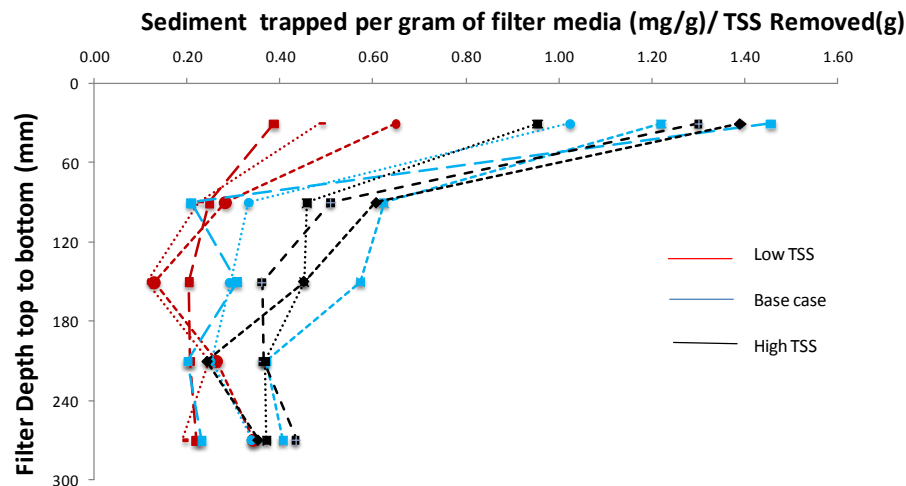 Sediment trapped per gram of filter media (mg/g)/ TSS Removed(g)
0.00 0.20 0.40 0.60 0.80 1.00 1.20 1.40 1.60
Filter Depth top to bottom (mm)
0
60
120
180
240
300
Low TSS
Base case
High TSS